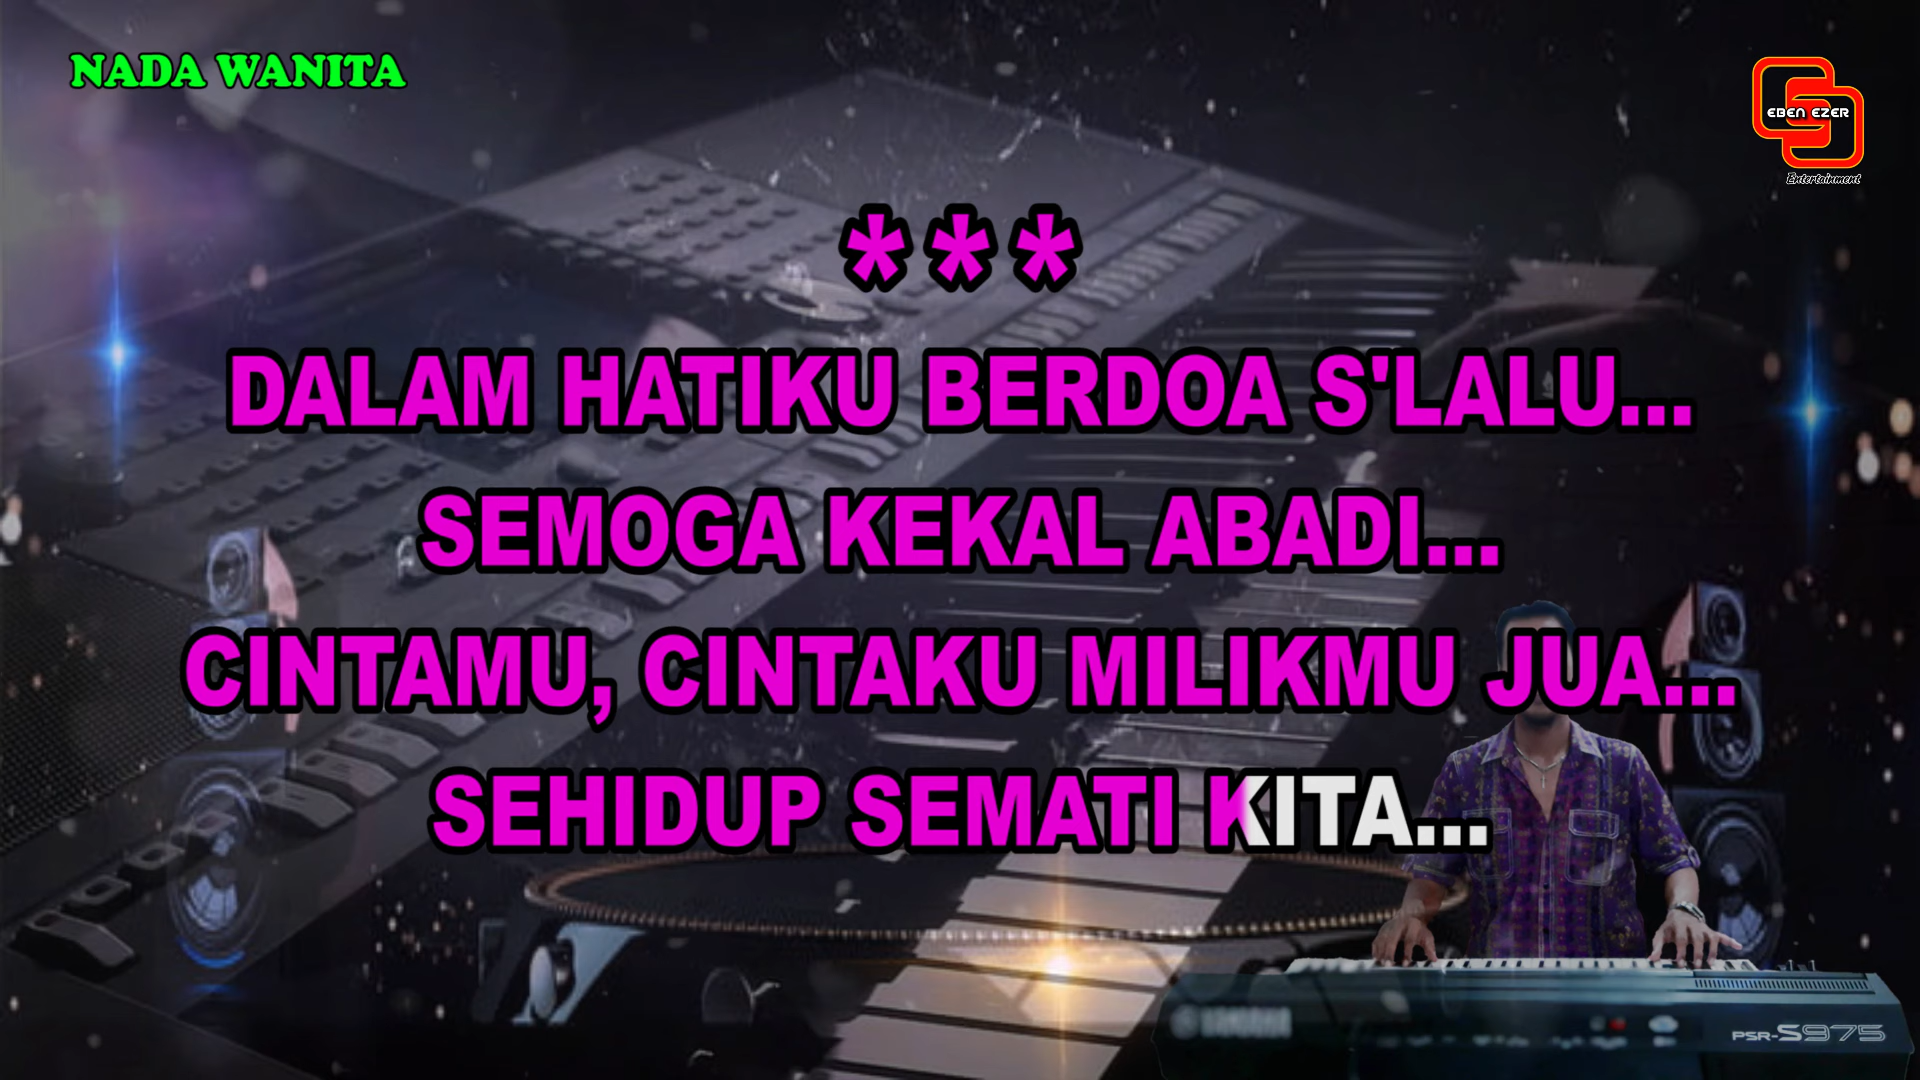 NADA WANITA
EBEN EZER
Entertainment
***
DALAM HATIKU BERDOA S'LALU...
SEMOGA KEKAL ABADI...
CINTAMU, CINTAKU MILIKMU JUA...
SEHIDUP SEMATI KITA...
YAMAHA
PSR-S975